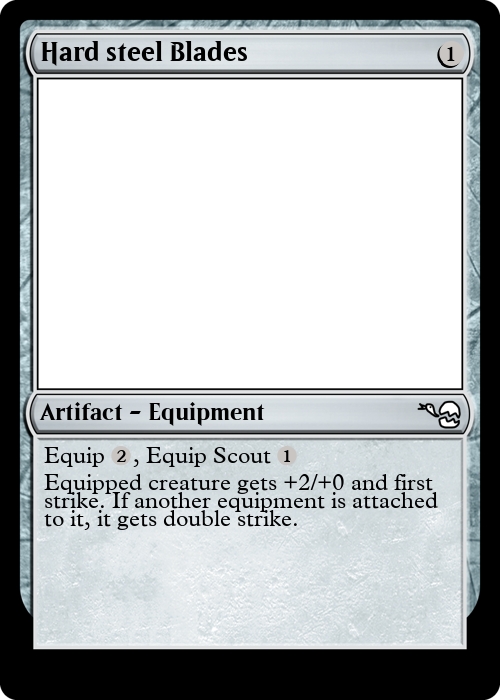 Hard steel Blades 1
Artifact – Equipment
Equip 2 , Equip Scout 1
Equipped creature gets +2/+0 and first
strike. If another equipment is attached
to it, it gets double strike.